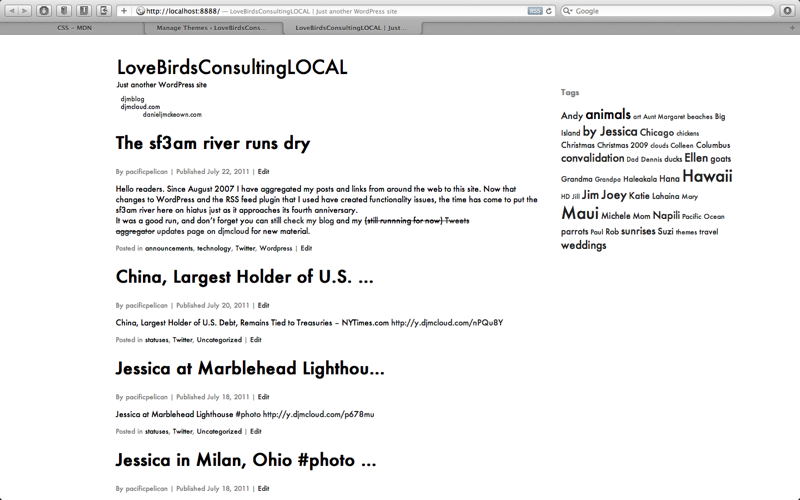 http://localhost:8888/ — LoveBirdsConsultingLOCAL | Just another WordPress site
RSS
Google
CSS – MDN
Manage Themes ‹ LoveBirdsCons...
LoveBirdsConsultingLOCAL | Just...
LoveBirdsConsultingLOCAL
Just another WordPress site
djmblog
djmcloud.com
danieljmckeown.com
The sf3am river runs dry
By pacificpelican | Published July 22, 2011 | Edit
Hello readers. Since August 2007 I have aggregated my posts and links from around the web to this site. Now that
changes to WordPress and the RSS feed plugin that I used have created functionality issues, the time has come to put the
sf3am river here on hiatus just as it approaches its fourth anniversary.
It was a good run, and don't forget you can still check my blog and my (still runnning for now) Tweets
aggregator updates page on djmcloud for new material.
Posted in announcements, technology, Twitter, Wordpress | Edit
China, Largest Holder of U.S. ...
By pacificpelican | Published July 20, 2011 | Edit
China, Largest Holder of U.S. Debt, Remains Tied to Treasuries – NYTimes.com http://y.djmcloud.com/nPQu8Y
Posted in statuses, Twitter, Uncategorized | Edit
Jessica at Marblehead Lighthou...
By pacificpelican | Published July 18, 2011 | Edit
Jessica at Marblehead Lighthouse #photo http://y.djmcloud.com/p678mu
Posted in statuses, Twitter, Uncategorized | Edit
Jessica in Milan, Ohio #photo ...
By pacificpelican | Published July 18, 2011 | Edit
Tags
Andy animals art Aunt Margaret beaches Big
Island by Jessica Chicago chickens
Christmas Christmas 2009 clouds Colleen Columbus
convalidation Dad Dennis ducks Ellen goats
Grandma Grandpa Haleakala Hana Hawaii
HD Jill Jim Joey Katie Lahaina Mary
Maui Michele Mom Napili Pacific Ocean
parrots Paul Rob sunrises Suzi themes travel
weddings